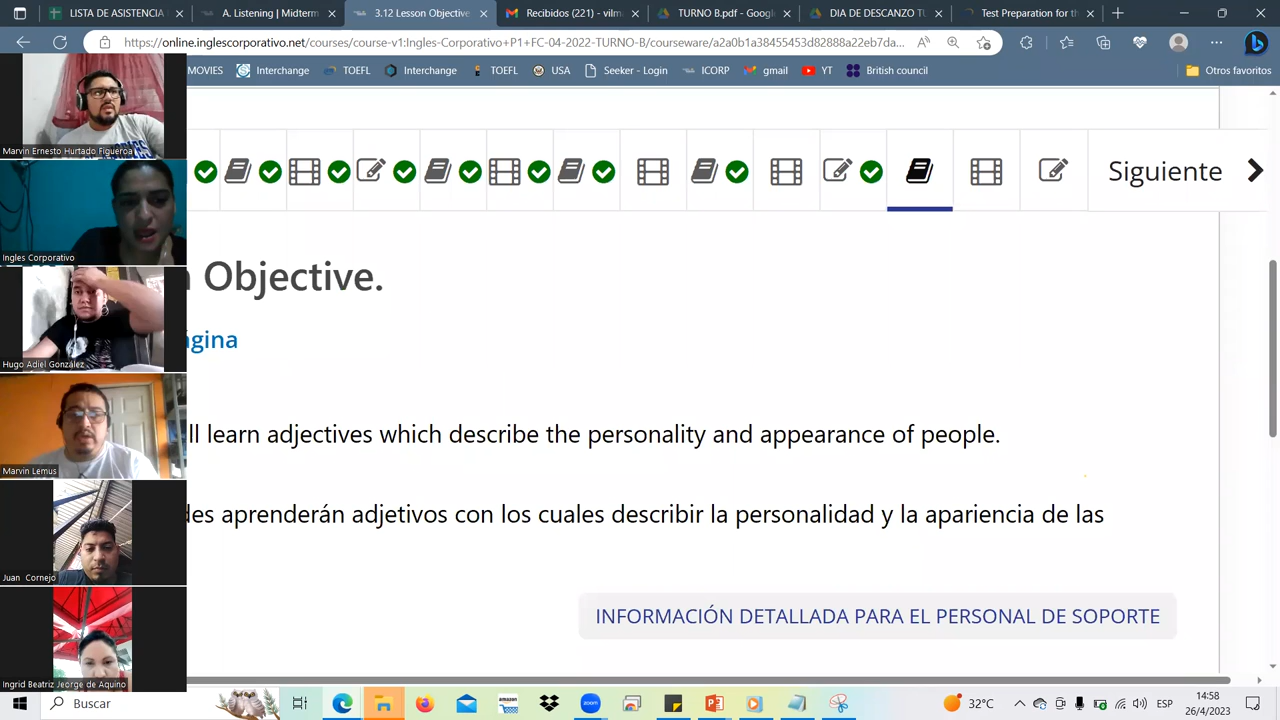 LISTA DE ASISTENCIA
A. Listening | Midterm
3.12 Lesson Objective
Recibidos (221) - vilm
TURNO B.pdf - Goog
DIA DE DESCANZO TU
Test Preparation for th
https://online.inglescorporativo.net/courses/course-v1:Ingles-Corporativo+P1+FC-04-2022-TURNO-B/courseware/a2a0b1a38455453d82888a22eb7da...
MOVIES
Interchange
TOEFL
Interchange
TOEFL
USA
Seeker - Login
ICORP
gmail
YT
British council
Otros favoritos
Marvin Ernesto Hurtado Figueroa
Siguiente
Ingles Corporativo
Objective.
ágina
Hugo Adiel González
ll learn adjectives which describe the personality and appearance of people.
Marvin Lemus
des aprenderán adjetivos con los cuales describir la personalidad y la apariencia de las
Juan Cornejo
INFORMACIÓN DETALLADA PARA EL PERSONAL DE SOPORTE
Ingrid Beatriz Jeorge de Aquino
Buscar
amazon
zoom
32°C
ESP
14:58
26/4/2023